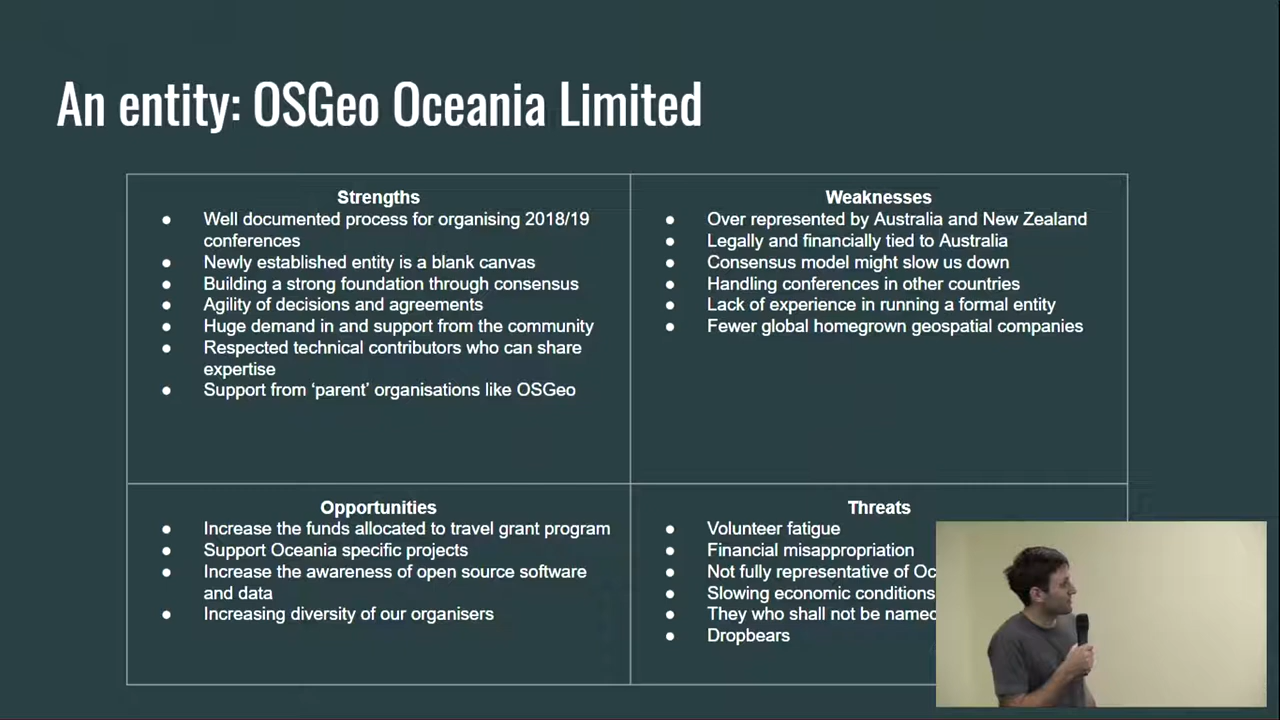 An entity: OSGeo Oceania Limited
Strengths
● Well documented process for organising 2018/19
conferences
● Newly established entity is a blank canvas
● Building a strong foundation through consensus
● Agility of decisions and agreements
● Huge demand in and support from the community
● Respected technical contributors who can share
expertise
● Support from ‘parent’ organisations like OSGeo
Weaknesses
● Over represented by Australia and New Zealand
● Legally and financially tied to Australia
● Consensus model might slow us down
● Handling conferences in other countries
● Lack of experience in running a formal entity
● Fewer global homegrown geospatial companies
Opportunities
● Increase the funds allocated to travel grant program
● Support Oceania specific projects
● Increase the awareness of open source software
and data
● Increasing diversity of our organisers
Threats
● Volunteer fatigue
● Financial misappropriation
● Not fully representative of
● Slowing economic conditions
● They who shall not be named
● Dropbears